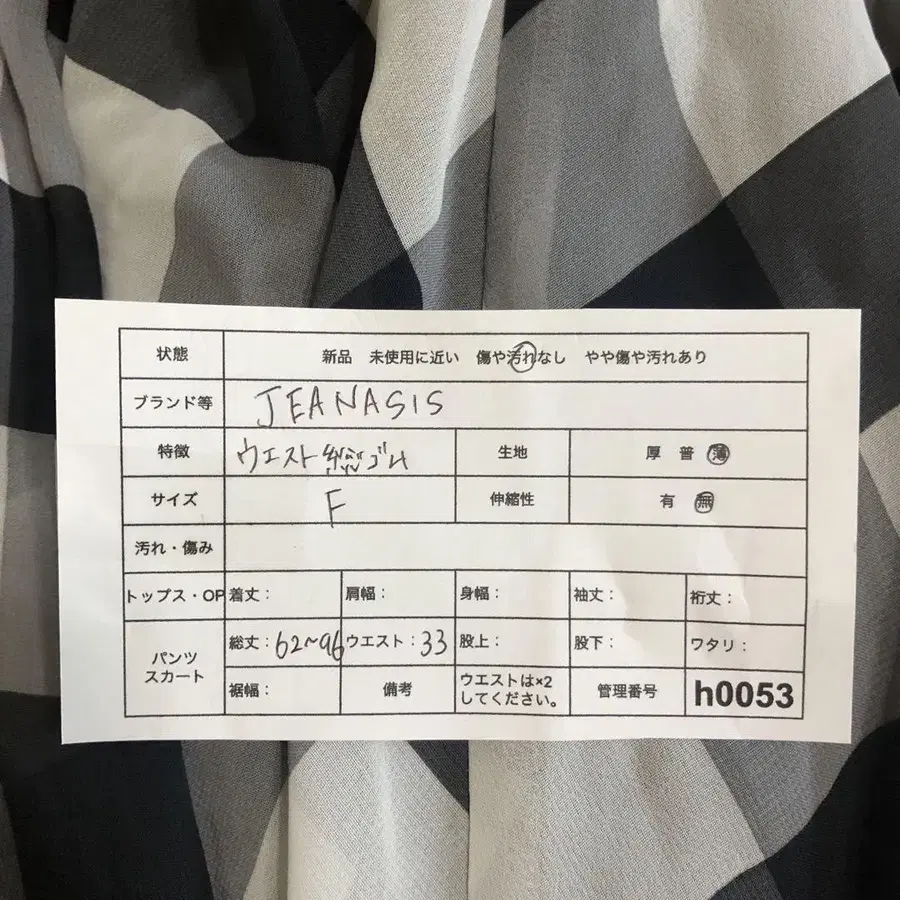 状態 新品 未使用に近い 傷や汚れなし やや傷や汚れあり
ブランド等 JEANASIS
特徴 ウエスト総ゴム 生地 厚 普 薄
サイズ F 伸縮性 有 無
汚れ・傷み
トップス・OP 着丈： 肩幅： 身幅： 袖丈： 裄丈：
パンツ
スカート
総丈：62~96 ウエスト：33 股上： 股下： ワタリ：
裾幅： 備考 ウエストは×2
してください。
管理番号 h0053